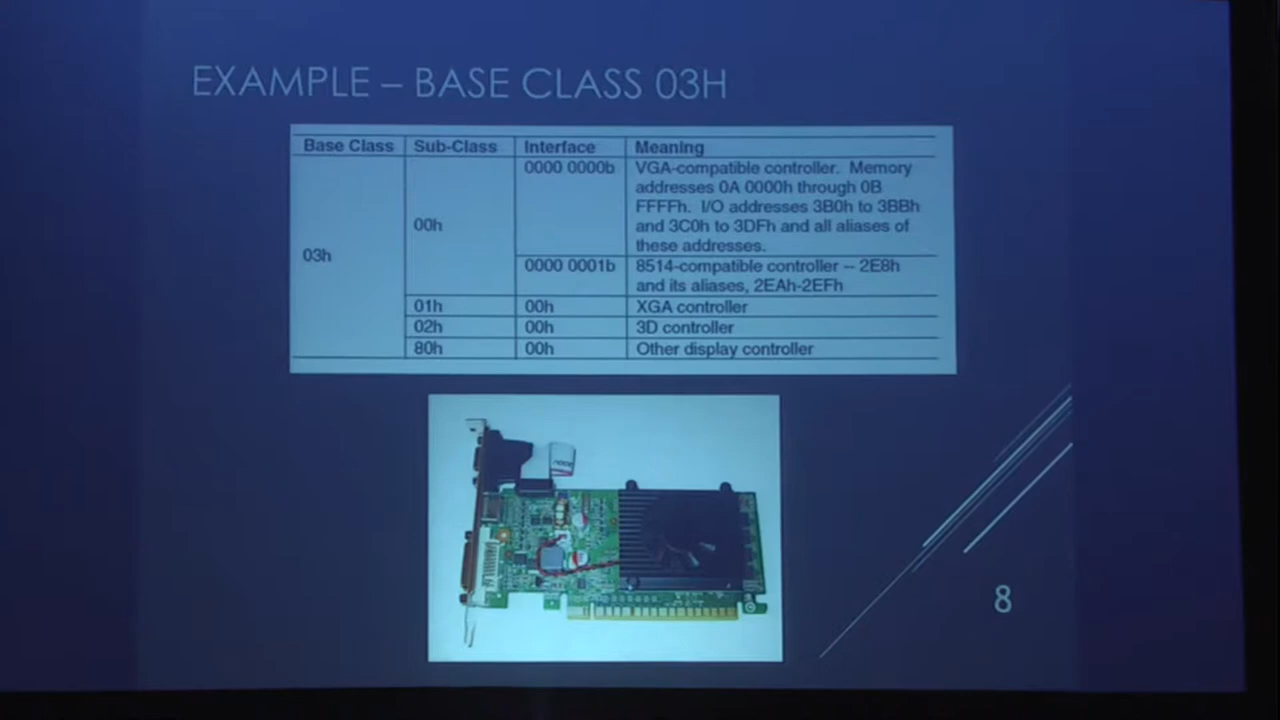 EXAMPLE – BASE CLASS 03H
Base Class Sub-Class Interface Meaning
03h 00h 0000 0000b VGA-compatible controller. Memory
addresses 0A 0000h through 0B
FFFFh. I/O addresses 3B0h to 3BBh
and 3C0h to 3DFh and all aliases of
these addresses.
0000 0001b 8514-compatible controller -- 2E8h
and its aliases, 2EAh-2EFh
01h 00h XGA controller
02h 00h 3D controller
80h 00h Other display controller
8